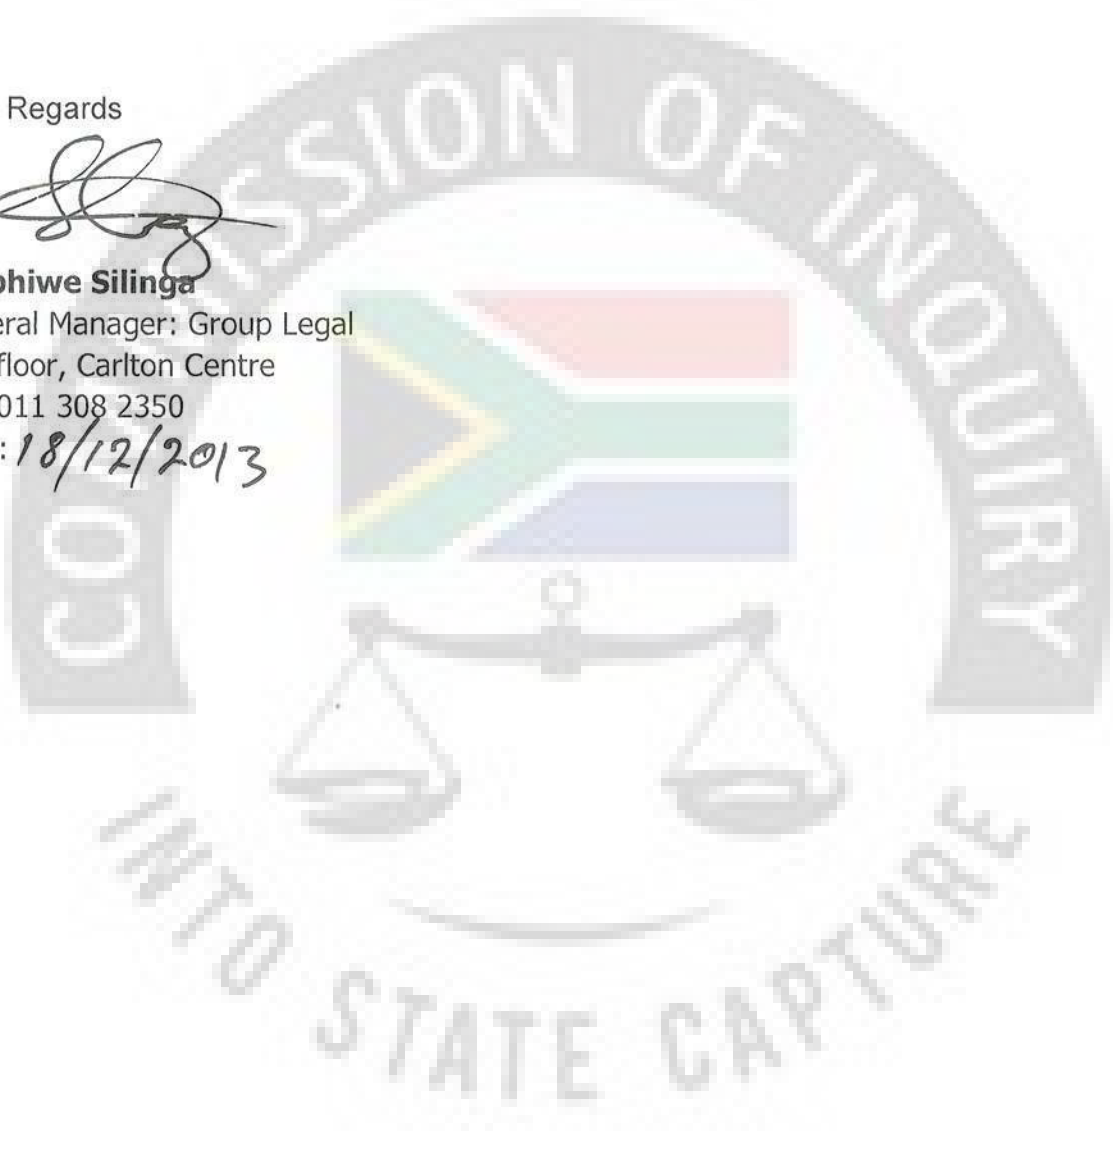 Regards
phiwe Silinga
eral Manager: Group Legal
floor, Carlton Centre
011 308 2350
: 18/12/2013
COMMISSION OF INQUIRY
INTO STATE CAPTURE